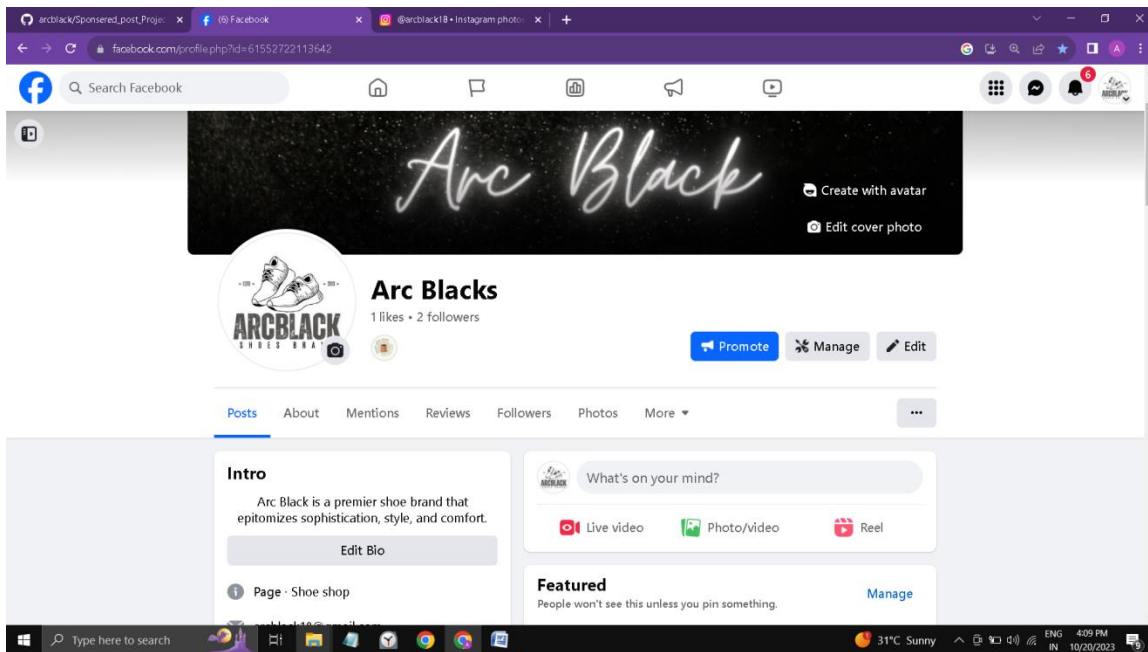 arcblack/Sponsered_post_Projec
(6) Facebook
@arcblack18 • Instagram photo
facebook.com/profile.php?id=61552722113642
A
Search Facebook
6
Arc Black
Create with avatar
Edit cover photo
ARCBLACK
SHOES BRA
Arc Blacks
1 likes • 2 followers
Promote
Manage
Edit
Posts
About
Mentions
Reviews
Followers
Photos
More
Intro
Arc Black is a premier shoe brand that
epitomizes sophistication, style, and comfort.
Edit Bio
Page · Shoe shop
ARCBLACK
What's on your mind?
Live video
Photo/video
Reel
Featured
Manage
People won't see this unless you pin something.
Type here to search
31°C Sunny
ENG
IN
4:09 PM
10/20/2023